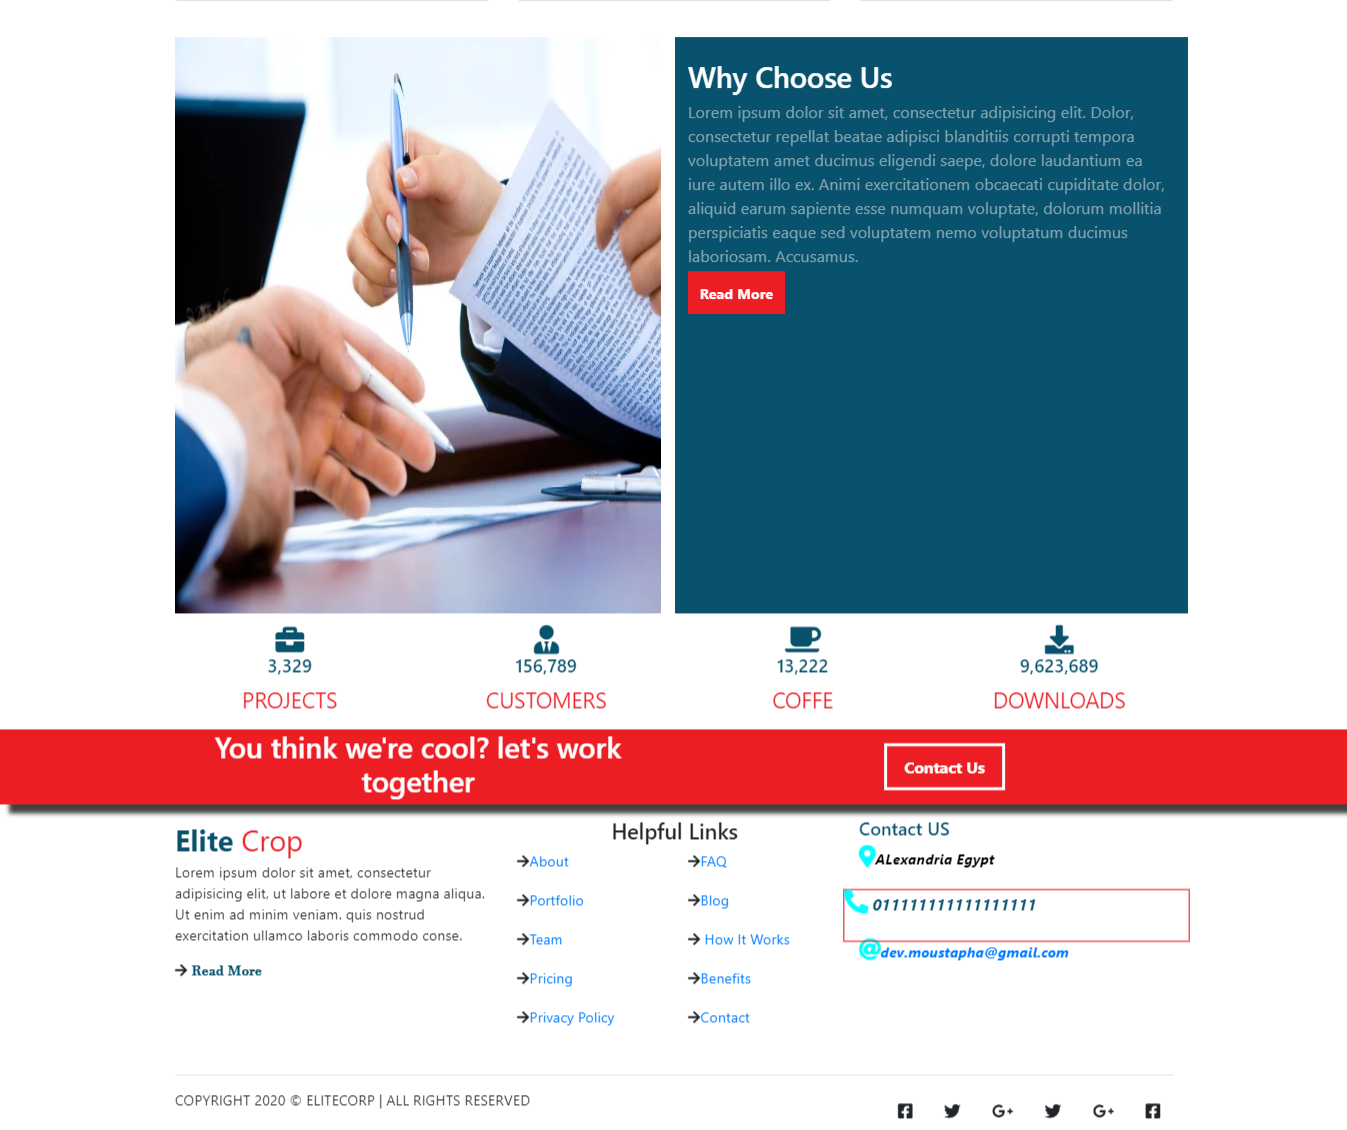 Why Choose Us
Lorem ipsum dolor sit amet, consectetur adipisicing elit. Dolor,
consectetur repellat beatae adipisci blanditiis corrupti tempora
voluptatem amet ducimus eligendi saepe, dolore laudantium ea
iure autem illo ex. Animi exercitationem obcaecati cupiditate dolor,
aliquid earum sapiente esse numquam voluptate, dolorum mollitia
perspiciatis eaque sed voluptatem nemo voluptatum ducimus
laboriosam. Accusamus.
Read More
3,329
PROJECTS
156,789
CUSTOMERS
13,222
COFFE
9,623,689
DOWNLOADS
You think we're cool? let's work
together
Contact Us
Elite Crop
Lorem ipsum dolor sit amet, consectetur
adipisicing elit, ut labore et dolore magna aliqua.
Ut enim ad minim veniam. quis nostrud
exercitation ullamco laboris commodo conse.
Read More
Helpful Links
About
Portfolio
Team
Pricing
Privacy Policy
FAQ
Blog
How It Works
Benefits
Contact
Contact US
ALexandria Egypt
011111111111111111
dev.moustapha@gmail.com
COPYRIGHT 2020 © ELITECORP | ALL RIGHTS RESERVED